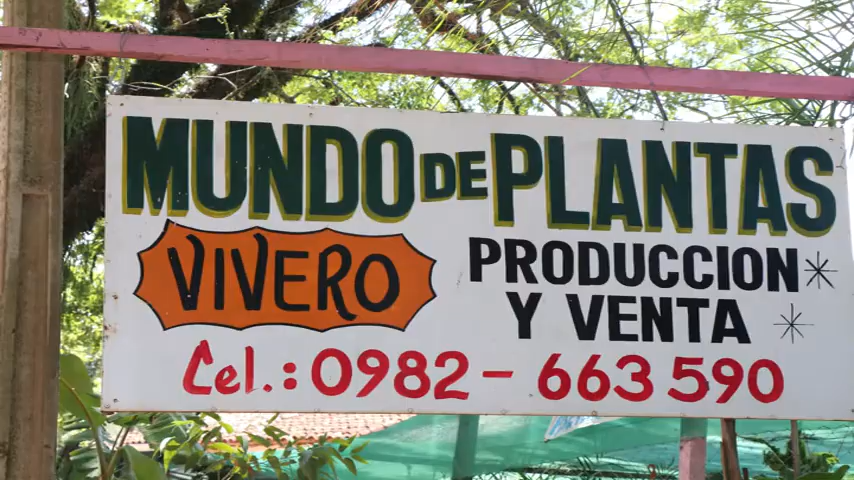 MUNDO DE PLANTAS
VIVERO
PRODUCCION
Y VENTA
Cel.: 0982-663 590